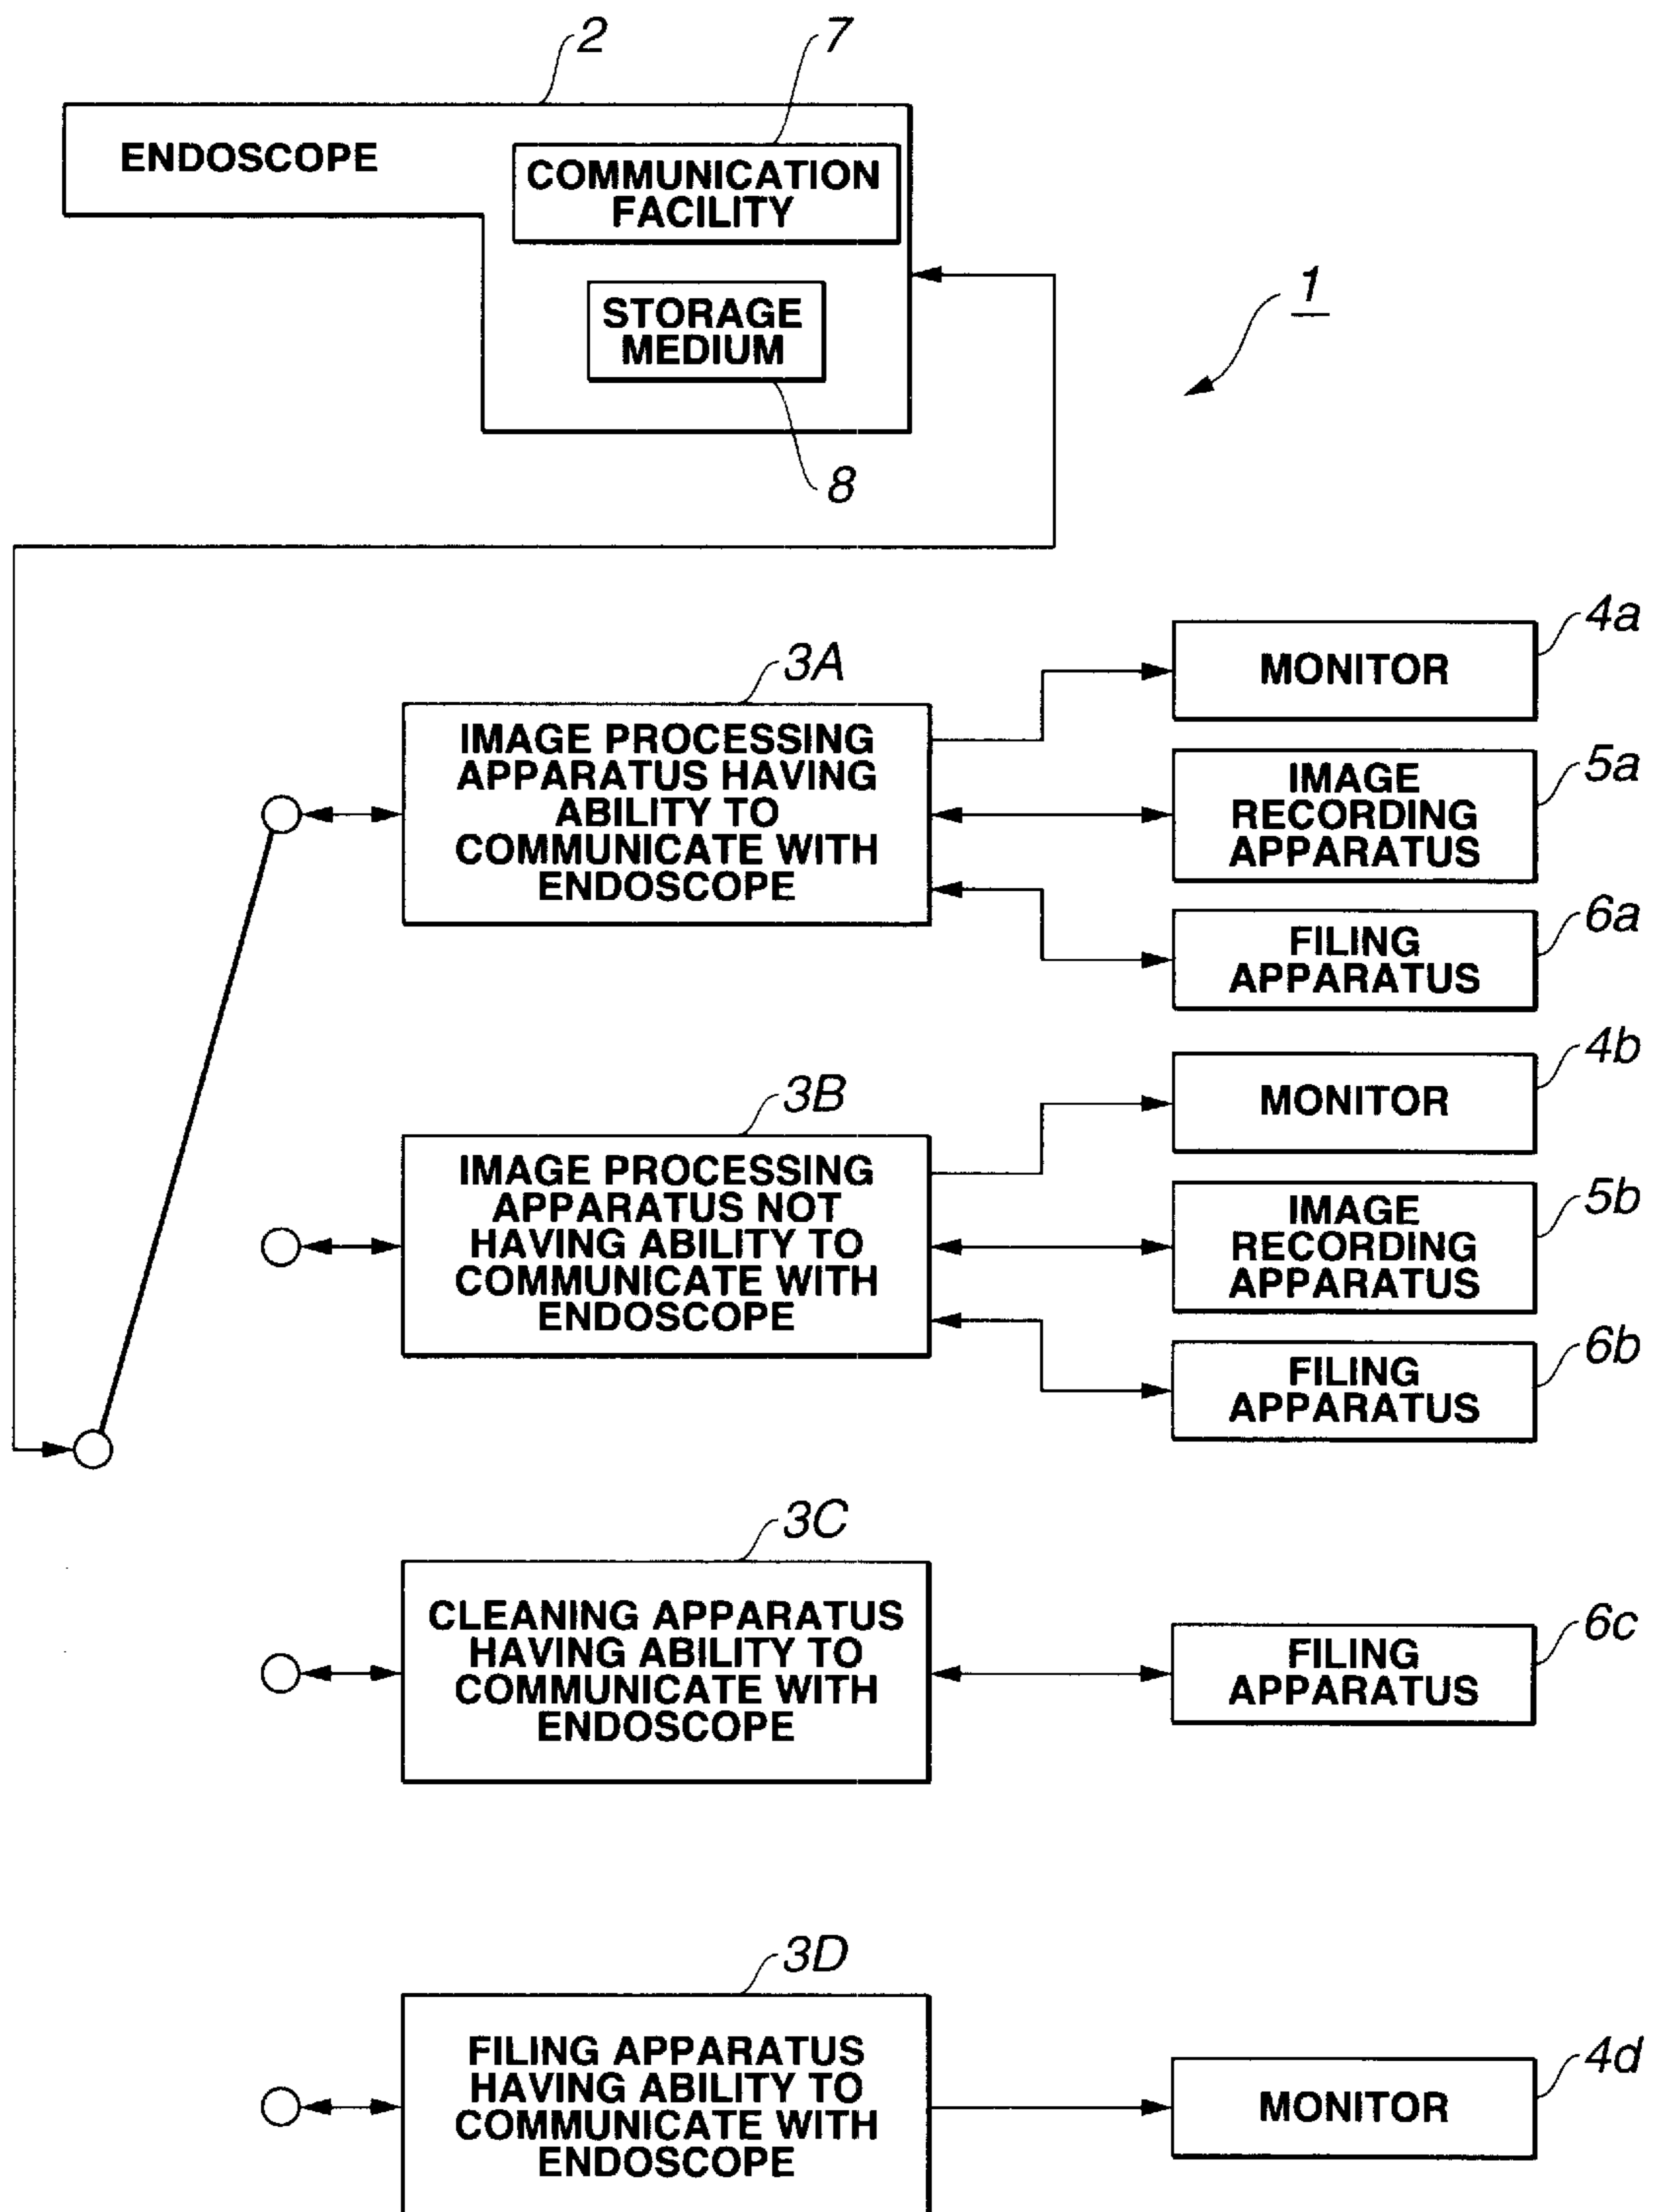 2
7
ENDOSCOPE
COMMUNICATION
FACILITY
STORAGE
MEDIUM
1
8
4a
MONITOR
3A
IMAGE PROCESSING
APPARATUS HAVING
ABILITY TO
COMMUNICATE WITH
ENDOSCOPE
5a
IMAGE
RECORDING
APPARATUS
6a
FILING
APPARATUS
4b
MONITOR
3B
IMAGE PROCESSING
APPARATUS NOT
HAVING ABILITY TO
COMMUNICATE WITH
ENDOSCOPE
5b
IMAGE
RECORDING
APPARATUS
6b
FILING
APPARATUS
3C
CLEANING APPARATUS
HAVING ABILITY TO
COMMUNICATE WITH
ENDOSCOPE
6c
FILING
APPARATUS
3D
FILING APPARATUS
HAVING ABILITY TO
COMMUNICATE WITH
ENDOSCOPE
4d
MONITOR